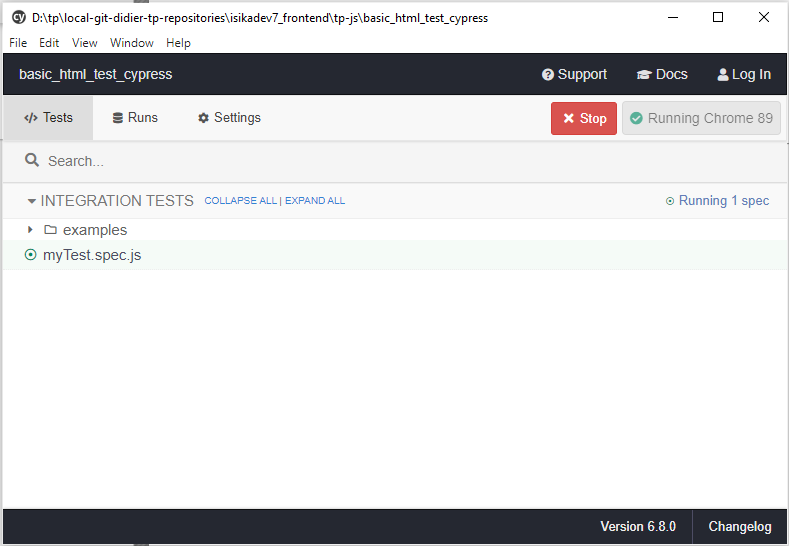 cy D:\tp\local-git-didier-tp-repositories\isikadev7_frontend\tp-js\basic_html_test_cypress
File Edit View Window Help
basic_html_test_cypress Support Docs Log In
</> Tests Runs Settings Stop Running Chrome 89
Search...
INTEGRATION TESTS COLLAPSE ALL | EXPAND ALL Running 1 spec
examples
myTest.spec.js
Version 6.8.0 Changelog